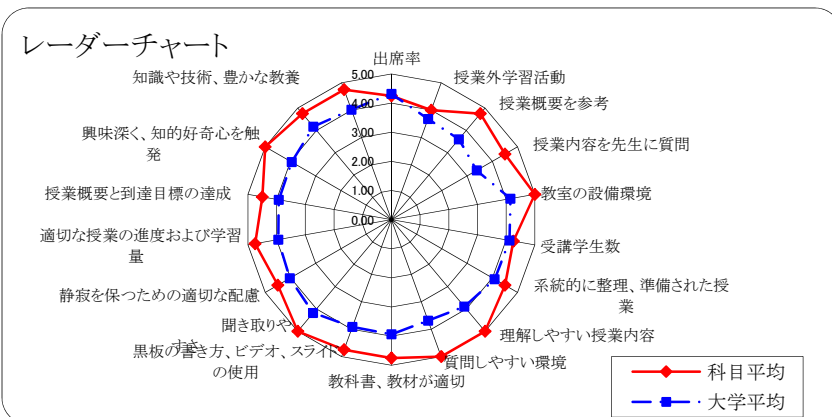 レーダーチャート
出席率
授業外学習活動
授業概要を参考
授業内容を先生に質問
教室の設備環境
受講学生数
系統的に整理、準備された授
業
理解しやすい授業内容
質問しやすい環境
教科書、教材が適切
黒板の書き方、ビデオ、スライド
の使用
聞き取りや
すさ
静寂を保つための適切な配慮
適切な授業の進度および学習
量
授業概要と到達目標の達成
興味深く、知的好奇心を触
発
知識や技術、豊かな教養
5.00
4.00
3.00
2.00
1.00
0.00
科目平均
大学平均